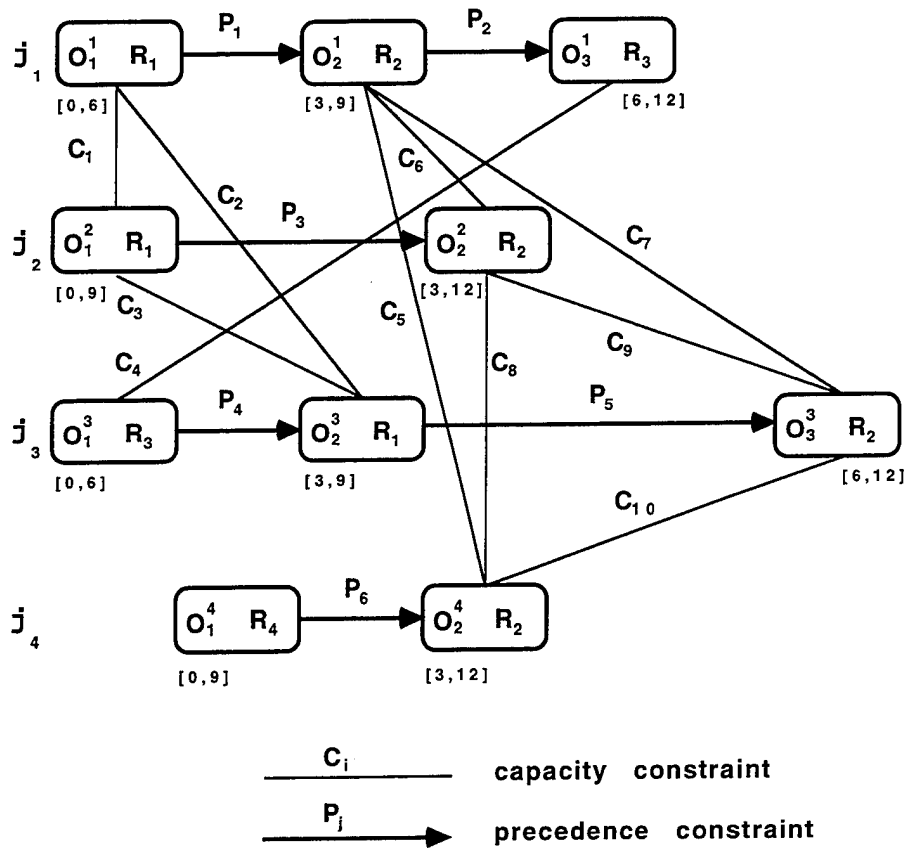 P₁ P₂
j₁ O₁¹ R₁ O₂¹ R₂ O₃¹ R₃
[0,6] [3,9] [6,12]
C₁ C₂ C₆
P₃ C₇
j₂ O₁² R₁ O₂² R₂
[0,9] [3,12]
C₃ C₅
C₄ C₈ C₉
P₄ P₅
j₃ O₁³ R₃ O₂³ R₁ O₃³ R₂
[0,6] [3,9] [6,12]
C₁₀
P₆
j₄ O₁⁴ R₄ O₂⁴ R₂
[0,9] [3,12]
Cᵢ capacity constraint
Pⱼ precedence constraint